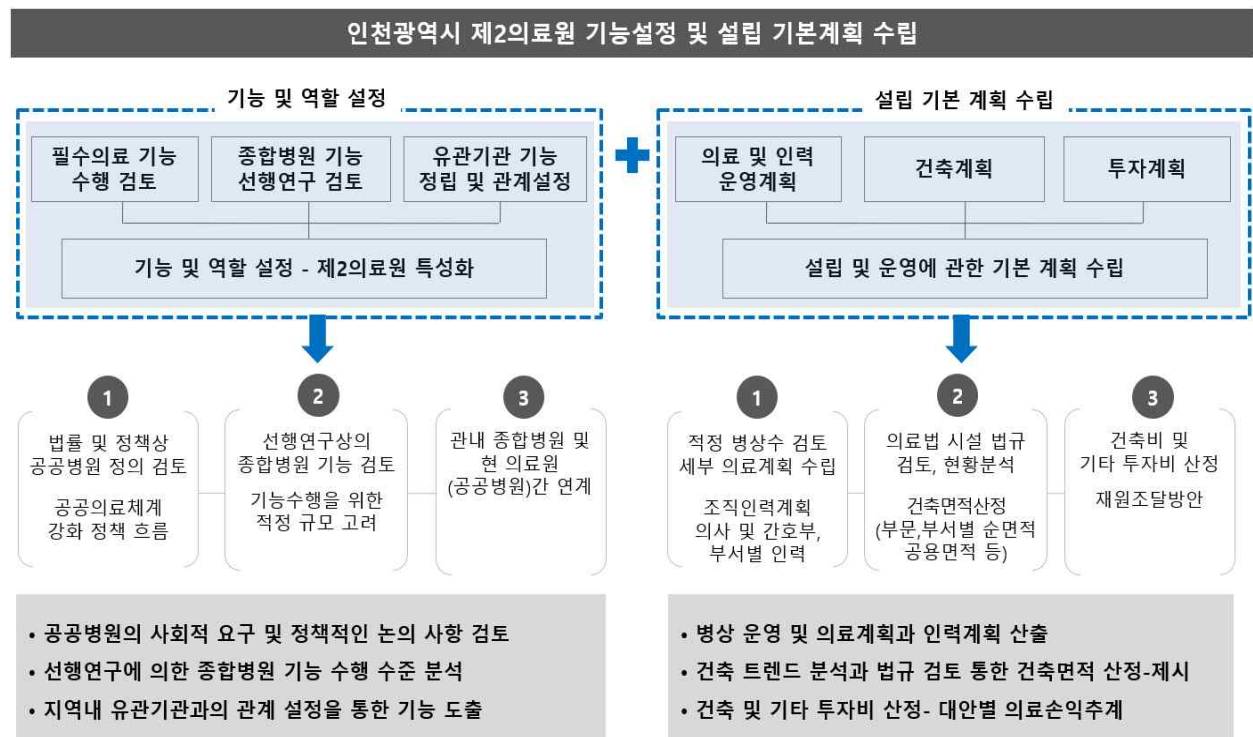 인천광역시 제2의료원 기능설정 및 설립 기본계획 수립
기능 및 역할 설정
필수의료 기능
수행 검토
종합병원 기능
선행연구 검토
유관기관 기능
정립 및 관계설정
기능 및 역할 설정 - 제2의료원 특성화
설립 기본 계획 수립
의료 및 인력
운영계획
건축계획
투자계획
설립 및 운영에 관한 기본 계획 수립
1
법률 및 정책상
공공병원 정의 검토
공공의료체계
강화 정책 흐름
2
선행연구상의
종합병원 기능 검토
기능수행을 위한
적정 규모 고려
3
관내 종합병원 및
현 의료원
(공공병원)간 연계
1
적정 병상수 검토
세부 의료계획 수립
조직인력계획
의사 및 간호부,
부서별 인력
2
의료법 시설 법규
검토, 현황분석
건축면적산정
(부문,부서별 순면적
공용면적 등)
3
건축비 및
기타 투자비 산정
재원조달방안
• 공공병원의 사회적 요구 및 정책적인 논의 사항 검토
• 선행연구에 의한 종합병원 기능 수행 수준 분석
• 지역내 유관기관과의 관계 설정을 통한 기능 도출
• 병상 운영 및 의료계획과 인력계획 산출
• 건축 트렌드 분석과 법규 검토 통한 건축면적 산정-제시
• 건축 및 기타 투자비 산정- 대안별 의료손익추계